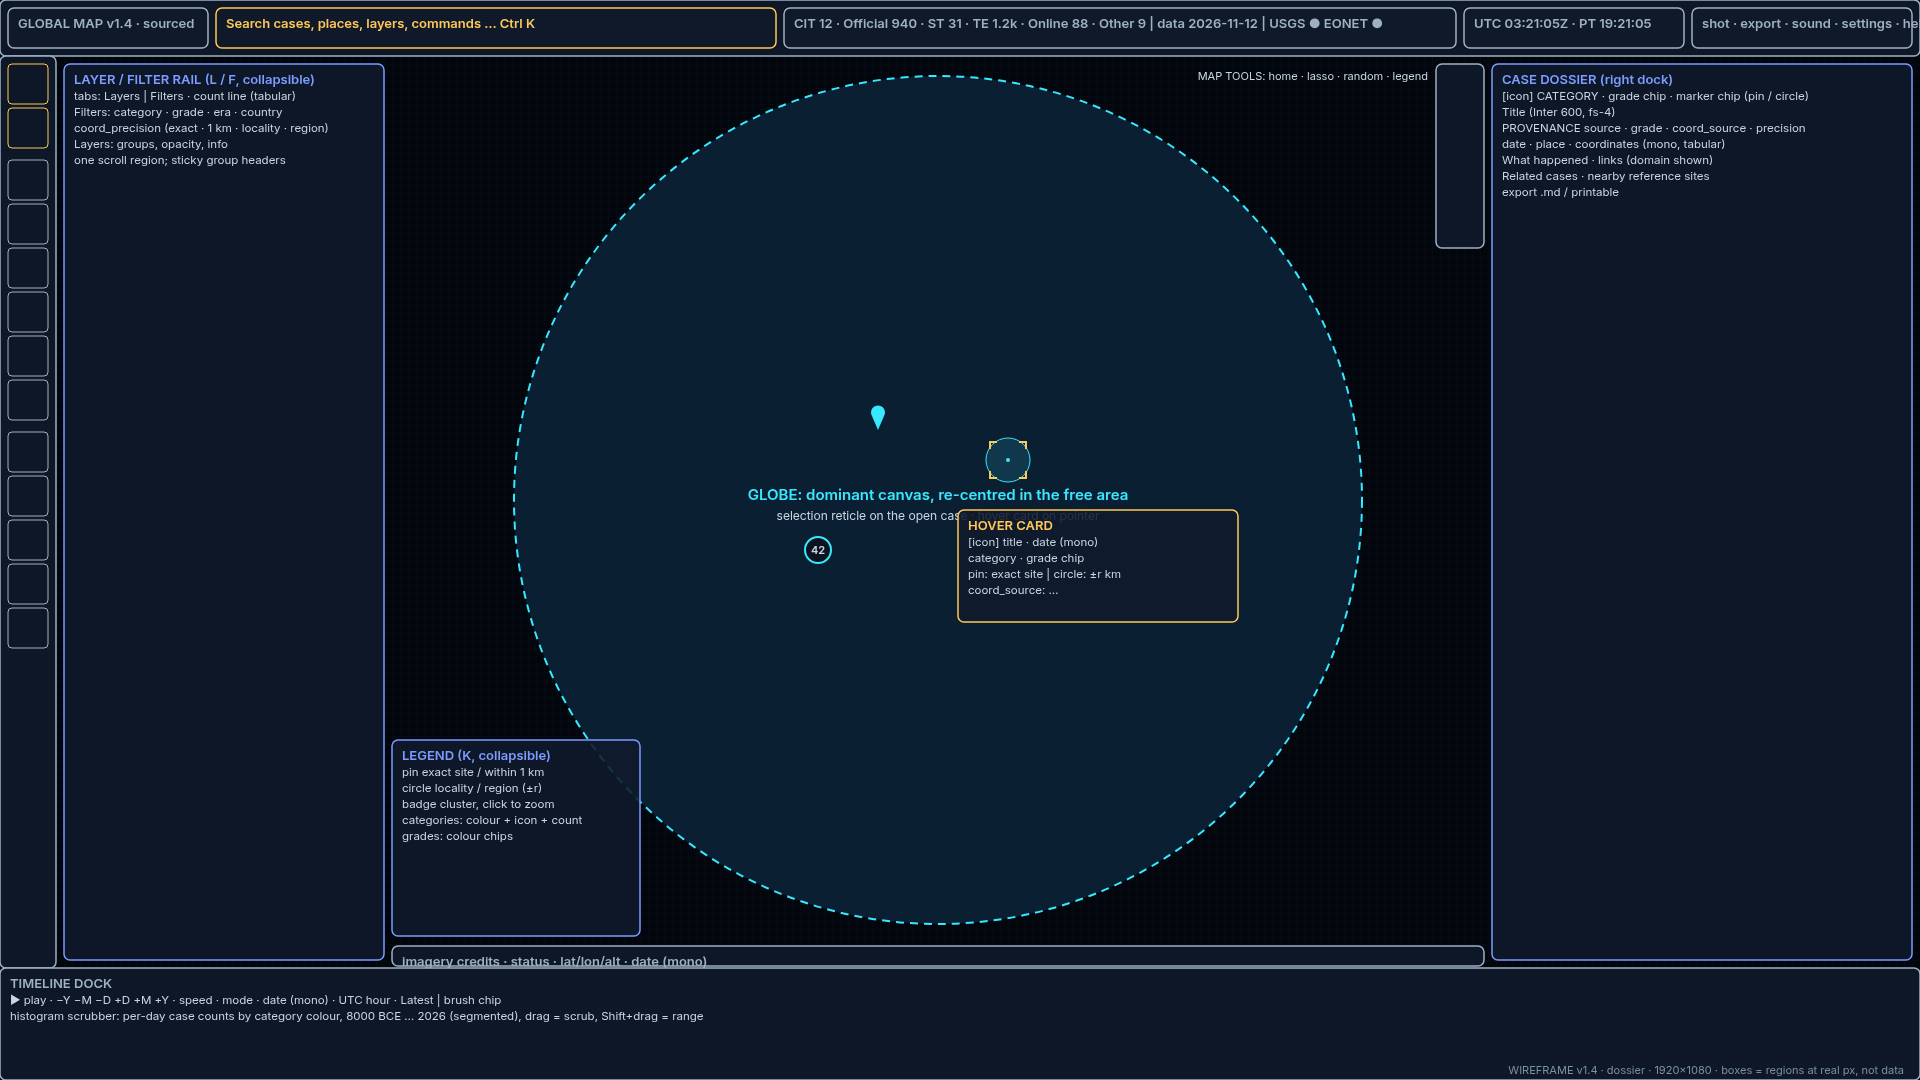 GLOBAL MAP v1.4 · sourced
Search cases, places, layers, commands ... Ctrl K
CIT 12 · Official 940 · ST 31 · TE 1.2k · Online 88 · Other 9 | data 2026-11-12 | USGS ● EONET ●
UTC 03:21:05Z · PT 19:21:05
shot · export · sound · settings · he
LAYER / FILTER RAIL (L / F, collapsible)
tabs: Layers | Filters · count line (tabular)
Filters: category · grade · era · country
coord_precision (exact · 1 km · locality · region)
Layers: groups, opacity, info
one scroll region; sticky group headers
MAP TOOLS: home · lasso · random · legend
CASE DOSSIER (right dock)
[icon] CATEGORY · grade chip · marker chip (pin / circle)
Title (Inter 600, fs-4)
PROVENANCE source · grade · coord_source · precision
date · place · coordinates (mono, tabular)
What happened · links (domain shown)
Related cases · nearby reference sites
export .md / printable
GLOBE: dominant canvas, re-centred in the free area
selection reticle on the open case · hover card on pointer
42
HOVER CARD
[icon] title · date (mono)
category · grade chip
pin: exact site | circle: ±r km
coord_source: ...
LEGEND (K, collapsible)
pin exact site / within 1 km
circle locality / region (±r)
badge cluster, click to zoom
categories: colour + icon + count
grades: colour chips
Imagery credits · status · lat/lon/alt · date (mono)
TIMELINE DOCK
▶ play · −Y −M −D +D +M +Y · speed · mode · date (mono) · UTC hour · Latest | brush chip
histogram scrubber: per-day case counts by category colour, 8000 BCE ... 2026 (segmented), drag = scrub, Shift+drag = range
WIREFRAME v1.4 · dossier · 1920×1080 · boxes = regions at real px, not data